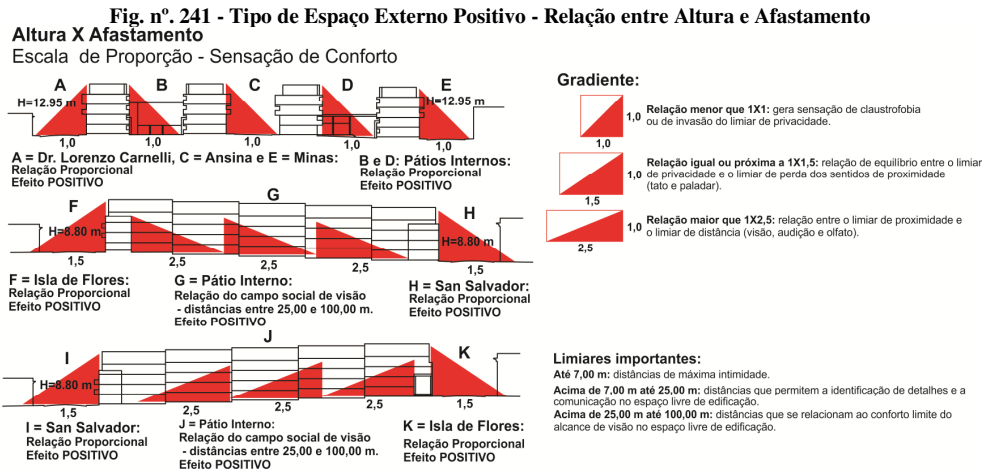 Fig. nº. 241 - Tipo de Espaço Externo Positivo - Relação entre Altura e Afastamento
Altura X Afastamento
Escala de Proporção - Sensação de Conforto
A B C D E
H=12.95 m H=12.95 m
1,0 1,0 1,0 1,0 1,0
A = Dr. Lorenzo Carnelli, C = Ansina e E = Minas:
Relação Proporcional
Efeito POSITIVO
B e D: Pátios Internos:
Relação Proporcional
Efeito POSITIVO
F G H
H=8.80 m H=8.80 m
1,5 2,5 2,5 2,5 1,5
F = Isla de Flores:
Relação Proporcional
Efeito POSITIVO
G = Pátio Interno:
Relação do campo social de visão
- distâncias entre 25,00 e 100,00 m.
Efeito POSITIVO
H = San Salvador:
Relação Proporcional
Efeito POSITIVO
I J K
H=8.80 m
1,5 2,5 2,5 2,5 1,5
I = San Salvador:
Relação Proporcional
Efeito POSITIVO
J = Pátio Interno:
Relação do campo social de visão
- distâncias entre 25,00 e 100,00 m.
Efeito POSITIVO
K = Isla de Flores:
Relação Proporcional
Efeito POSITIVO
Gradiente:
1,0
1,0
Relação menor que 1X1: gera sensação de claustrofobia
ou de invasão do limiar de privacidade.
1,0
1,5
Relação igual ou próxima a 1X1,5: relação de equilíbrio entre o limiar
de privacidade e o limiar de perda dos sentidos de proximidade
(tato e paladar).
1,0
2,5
Relação maior que 1X2,5: relação entre o limiar de proximidade e
o limiar de distância (visão, audição e olfato).
Limiares importantes:
Até 7,00 m: distâncias de máxima intimidade.
Acima de 7,00 m até 25,00 m: distâncias que permitem a identificação de detalhes e a
comunicação no espaço livre de edificação.
Acima de 25,00 m até 100,00 m: distâncias que se relacionam ao conforto limite do
alcance de visão no espaço livre de edificação.